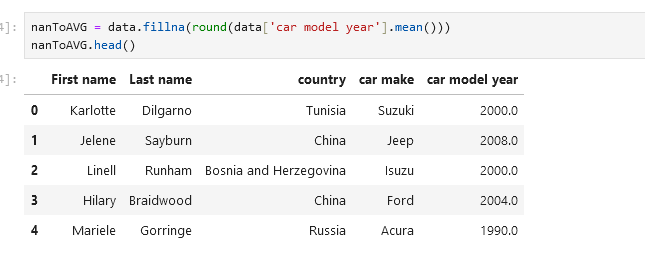 4]: nanToAVG = data.fillna(round(data['car model year'].mean()))
nanToAVG.head()
4]: First name Last name country car make car model year
0 Karlotte Dilgarno Tunisia Suzuki 2000.0
1 Jelene Sayburn China Jeep 2008.0
2 Linell Runham Bosnia and Herzegovina Isuzu 2000.0
3 Hilary Braidwood China Ford 2004.0
4 Mariele Gorringe Russia Acura 1990.0